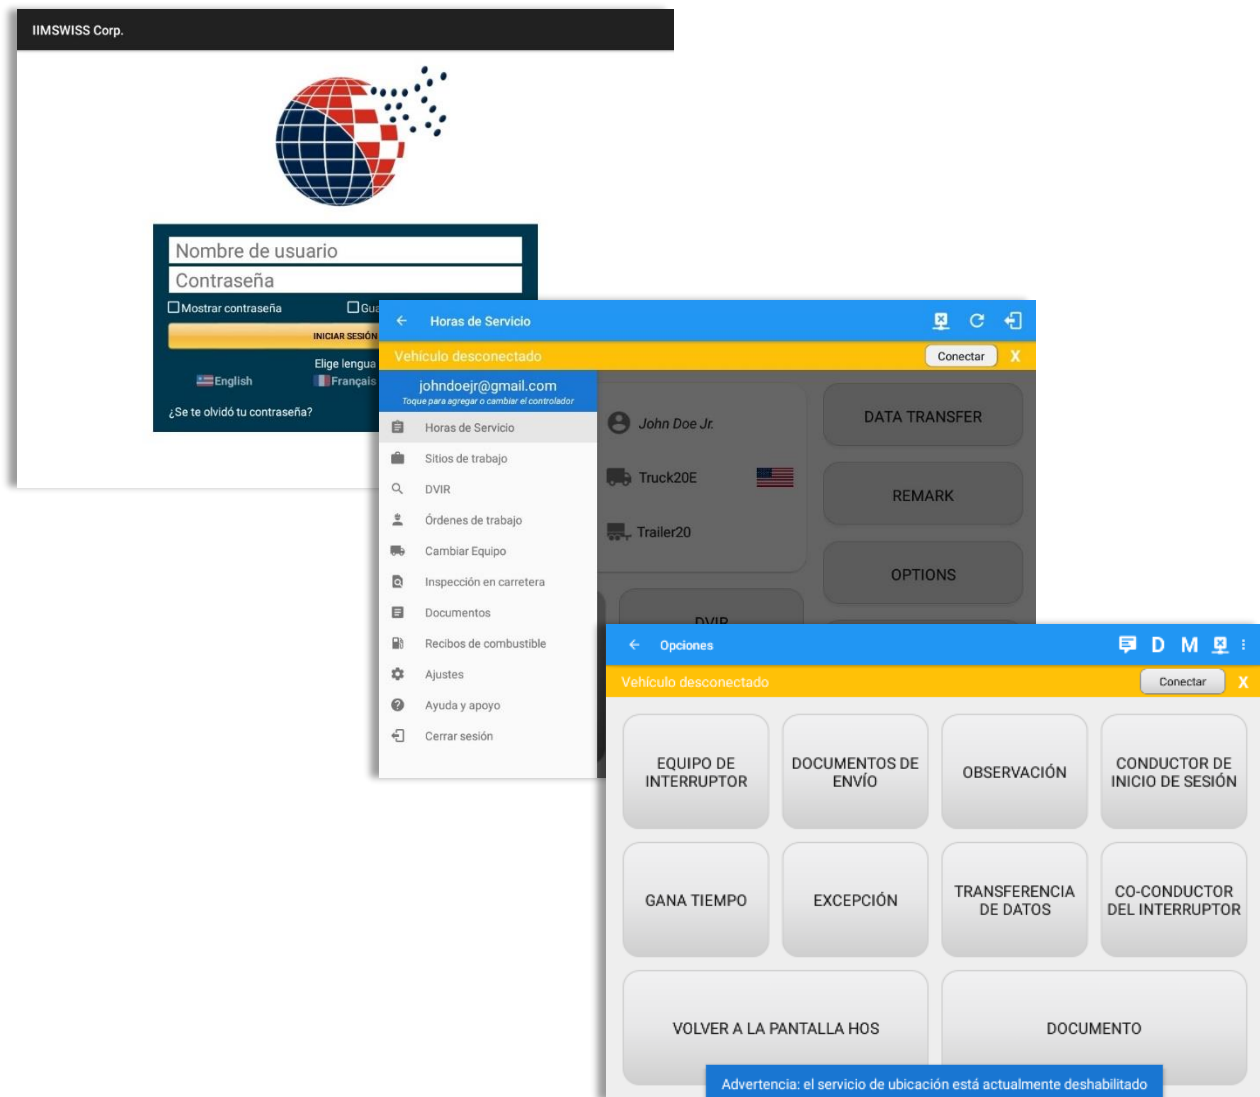 IIMSWISS Corp.
Nombre de usuario
Contraseña
Mostrar contraseña
INICIAR SESIÓN
Elige lengua
English
Français
¿Se te olvidó tu contraseña?
Horas de Servicio
Vehículo desconectado
Conectar
X
johndoejr@gmail.com
Toque para agregar o cambiar el controlador
Horas de Servicio
Sitios de trabajo
DVIR
Órdenes de trabajo
Cambiar Equipo
Inspección en carretera
Documentos
Recibos de combustible
Ajustes
Ayuda y apoyo
Cerrar sesión
John Doe Jr.
Truck20E
Trailer20
DATA TRANSFER
REMARK
OPTIONS
DVIR
Opciones
D M
Vehículo desconectado
Conectar
X
EQUIPO DE
INTERRUPTOR
DOCUMENTOS DE
ENVÍO
OBSERVACIÓN
CONDUCTOR DE
INICIO DE SESIÓN
GANA TIEMPO
EXCEPCIÓN
TRANSFERENCIA
DE DATOS
CO-CONDUCTOR
DEL INTERRUPTOR
VOLVER A LA PANTALLA HOS
DOCUMENTO
Advertencia: el servicio de ubicación está actualmente deshabilitado